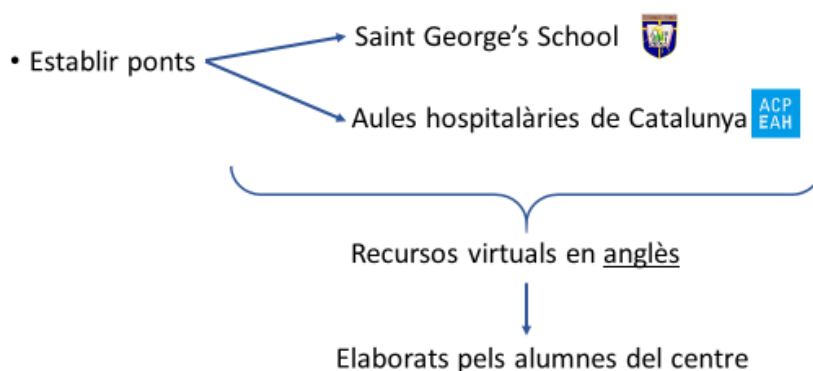 Saint George's School
• Establir ponts
Aules hospitalàries de Catalunya
ACP
EAH
Recursos virtuals en anglès
Elaborats pels alumnes del centre